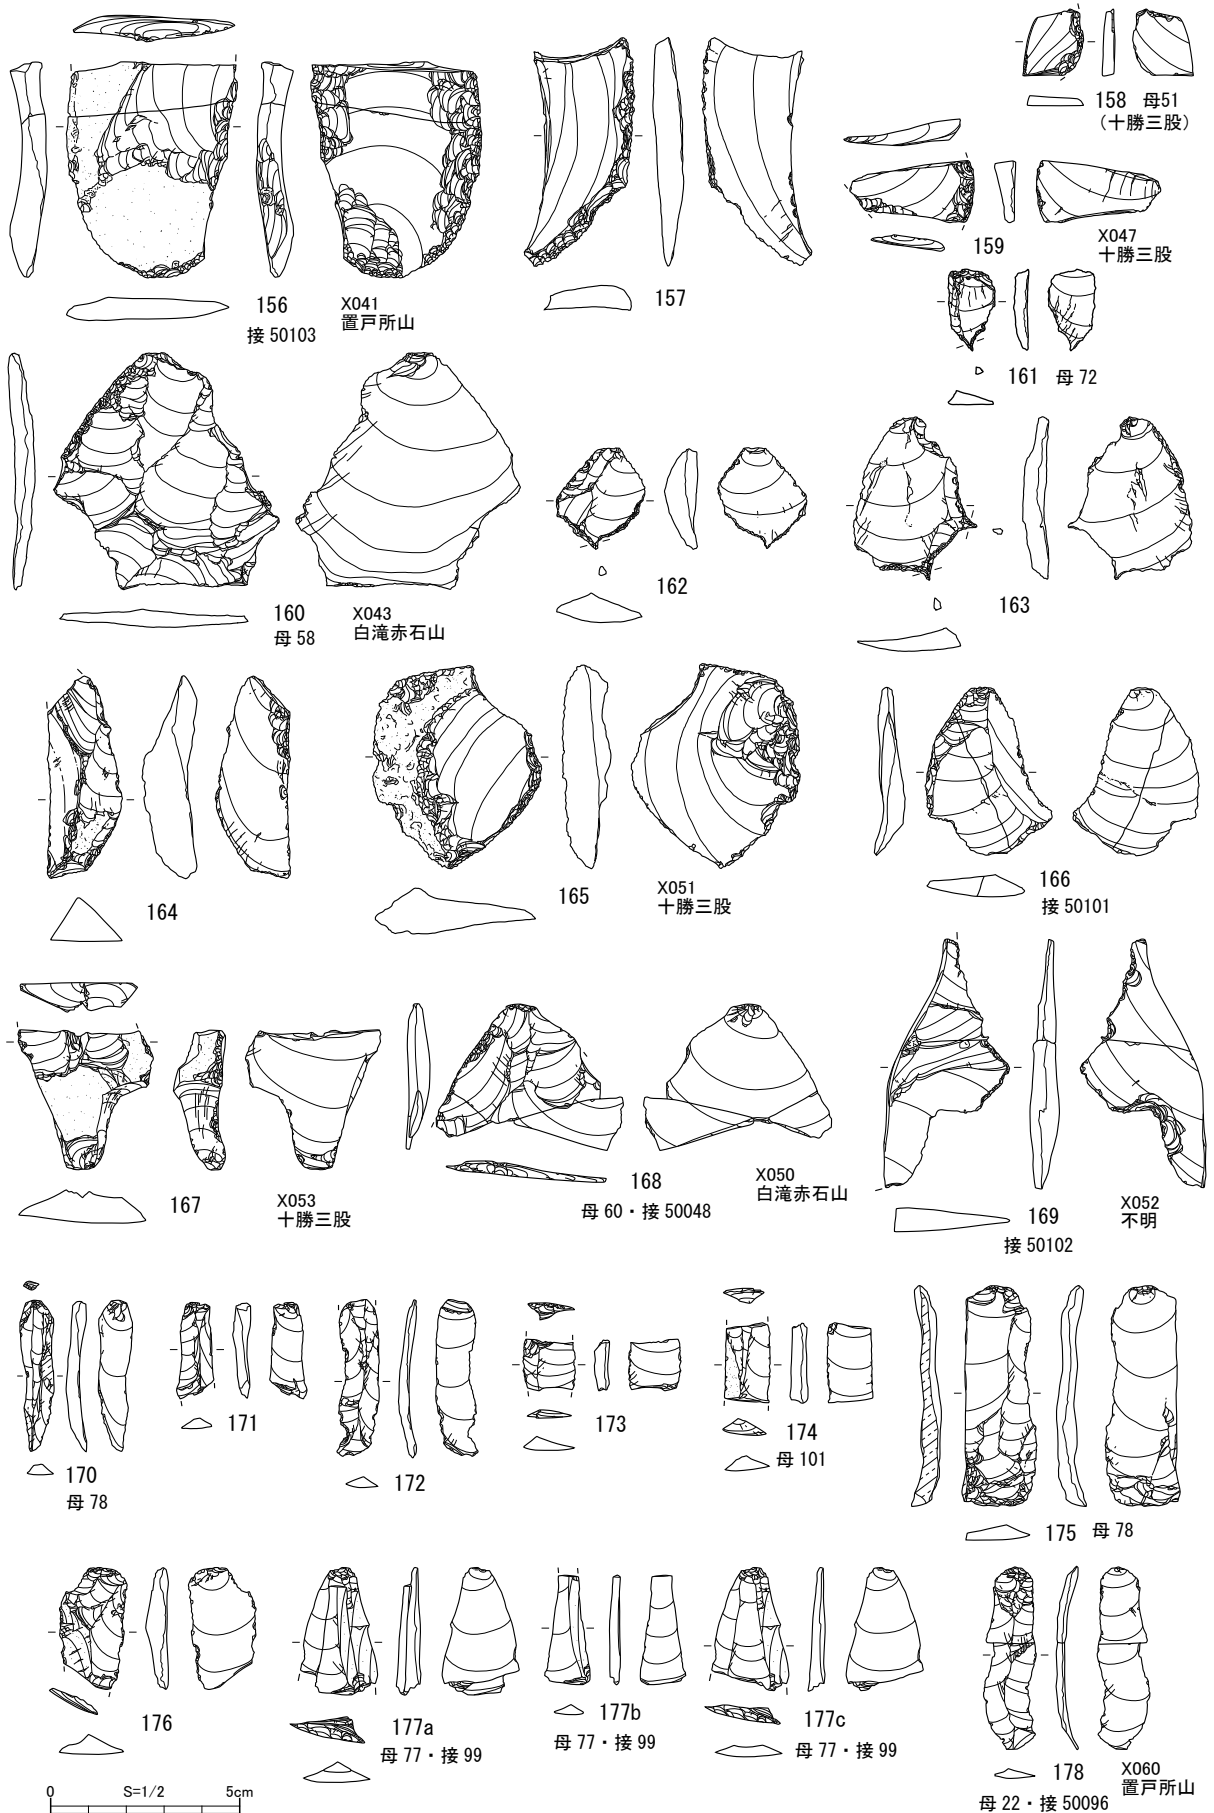 158 母51
(十勝三股)
156
接 50103
X041
置戸所山
157
159
X047
十勝三股
161 母 72
160
母 58
X043
白滝赤石山
162
163
164
165
X051
十勝三股
166
接 50101
167
X053
十勝三股
168
母 60・接 50048
X050
白滝赤石山
169
接 50102
X052
不明
170
母 78
171
172
173
174
母 101
175 母 78
176
177a
母 77・接 99
177b
母 77・接 99
177c
母 77・接 99
178
母 22・接 50096
X060
置戸所山
0 S=1/2 5cm